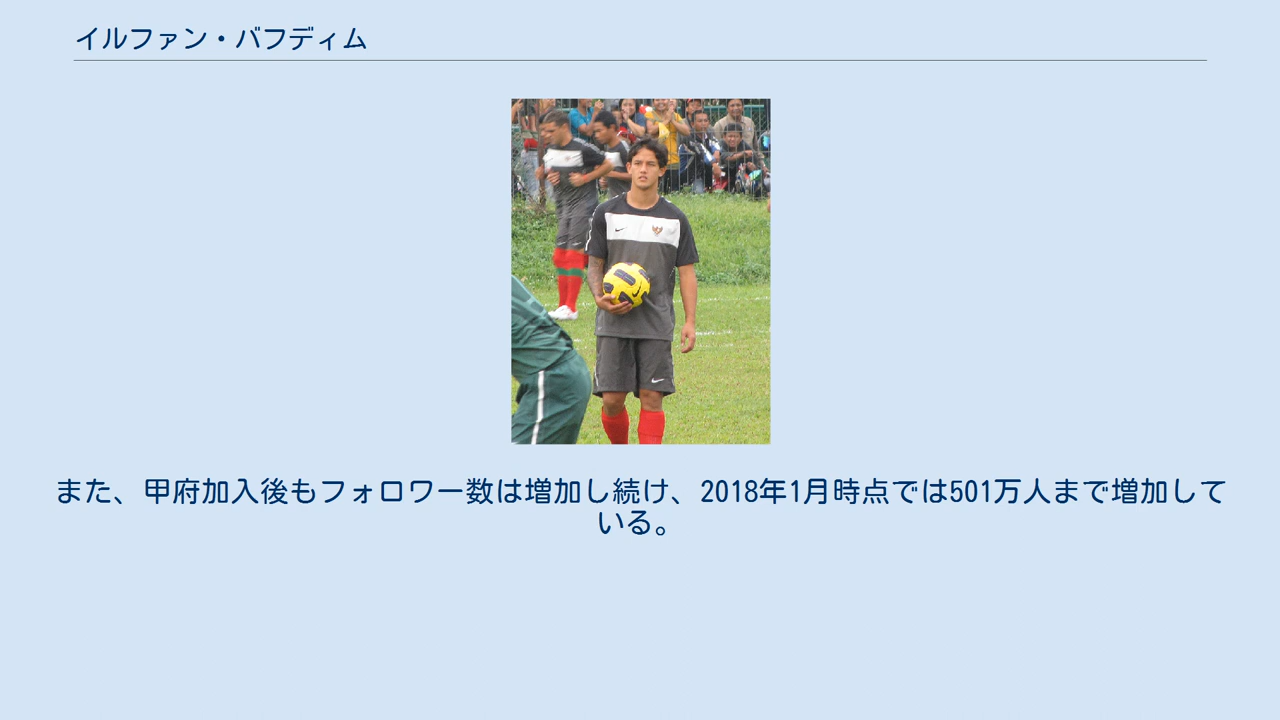 イルファン・バフディム
また、甲府加入後もフォロワー数は増加し続け、2018年1月時点では501万人まで増加して
いる。